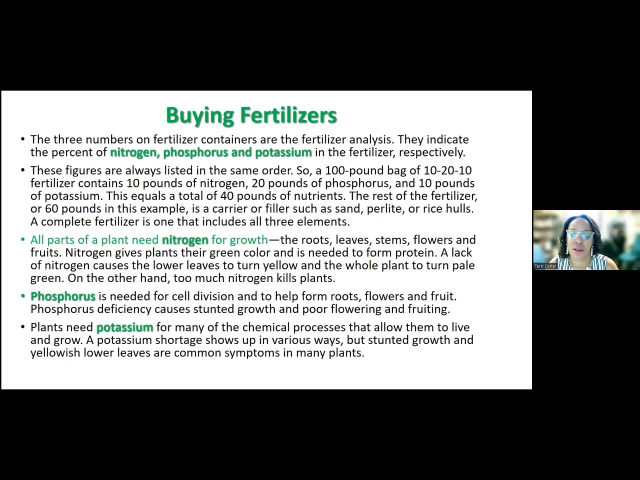 Buying Fertilizers
• The three numbers on fertilizer containers are the fertilizer analysis. They indicate
the percent of nitrogen, phosphorus and potassium in the fertilizer, respectively.
• These figures are always listed in the same order. So, a 100-pound bag of 10-20-10
fertilizer contains 10 pounds of nitrogen, 20 pounds of phosphorus, and 10 pounds
of potassium. This equals a total of 40 pounds of nutrients. The rest of the fertilizer,
or 60 pounds in this example, is a carrier or filler such as sand, perlite, or rice hulls.
A complete fertilizer is one that includes all three elements.
• All parts of a plant need nitrogen for growth—the roots, leaves, stems, flowers and
fruits. Nitrogen gives plants their green color and is needed to form protein. A lack
of nitrogen causes the lower leaves to turn yellow and the whole plant to turn pale
green. On the other hand, too much nitrogen kills plants.
• Phosphorus is needed for cell division and to help form roots, flowers and fruit.
Phosphorus deficiency causes stunted growth and poor flowering and fruiting.
• Plants need potassium for many of the chemical processes that allow them to live
and grow. A potassium shortage shows up in various ways, but stunted growth and
yellowish lower leaves are common symptoms in many plants.